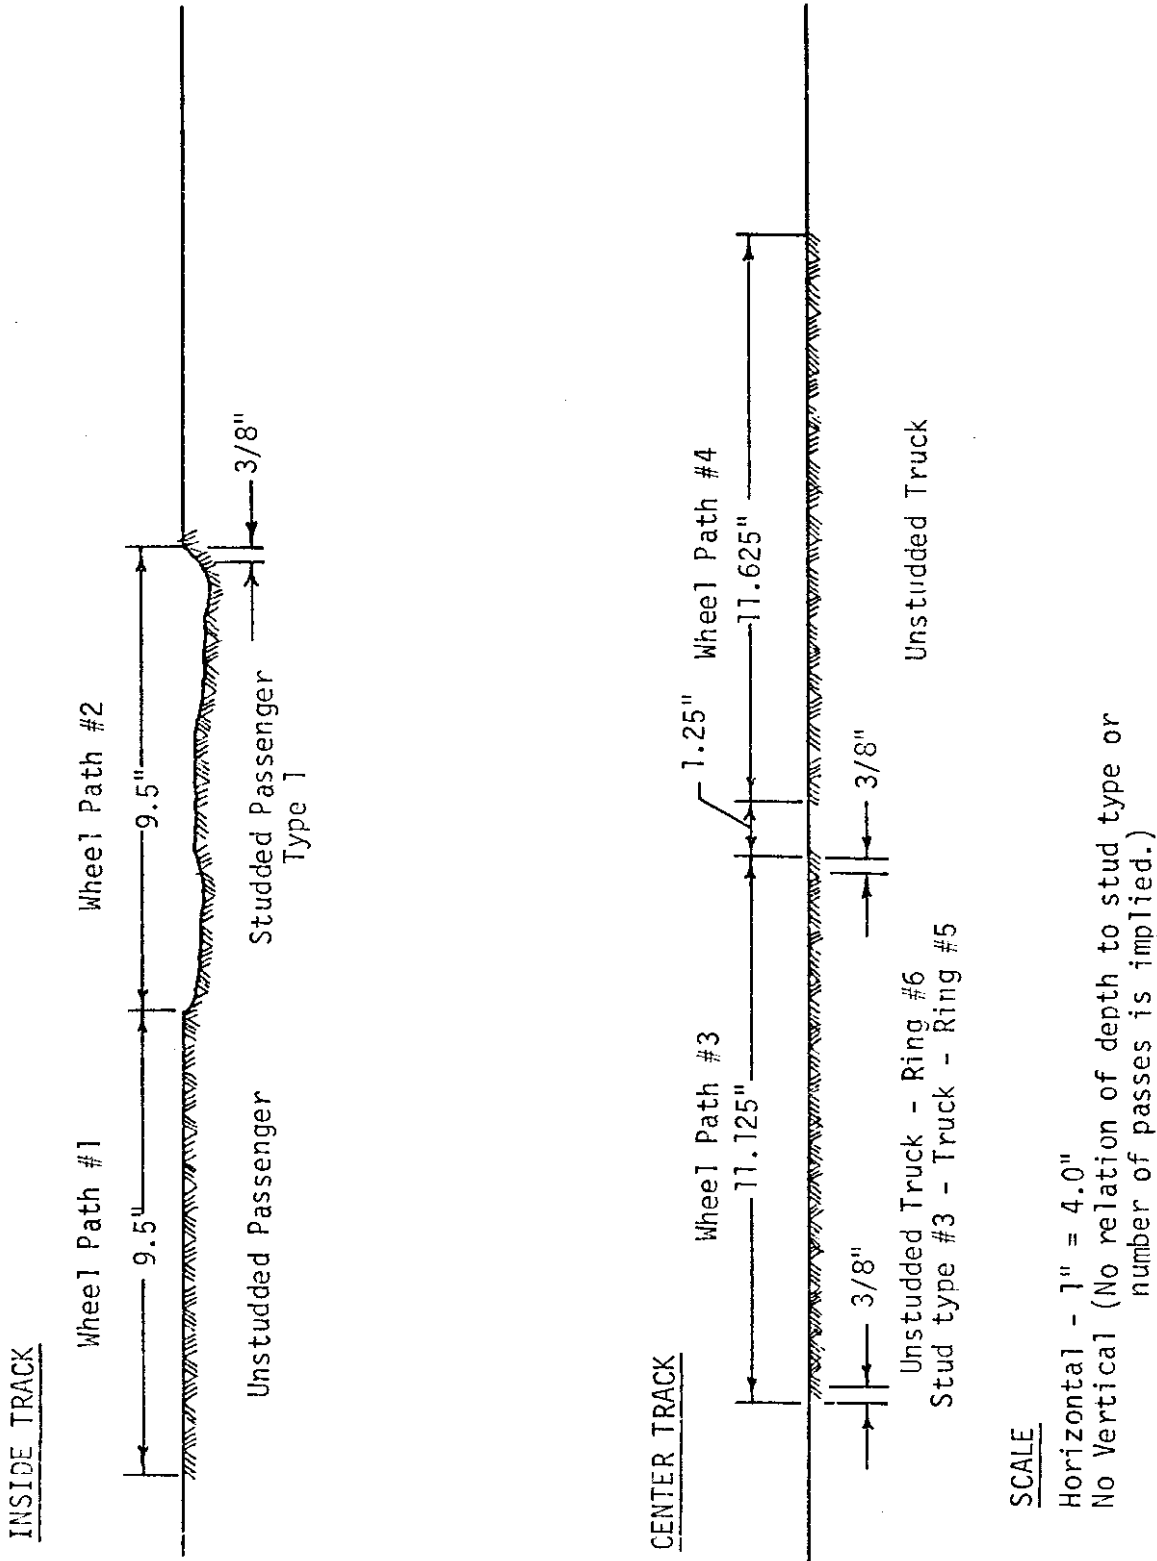 INSIDE TRACK
Wheel Path #1
Wheel Path #2
9.5"
9.5"
3/8"
Unstudded Passenger
Studded Passenger
Type 1
CENTER TRACK
Wheel Path #3
11.125"
1.25"
Wheel Path #4
11.625"
3/8"
3/8"
Unstudded Truck - Ring #6
Stud type #3 - Truck - Ring #5
Unstudded Truck
SCALE
Horizontal - 1" = 4.0"
No Vertical (No relation of depth to stud type or
number of passes is implied.)